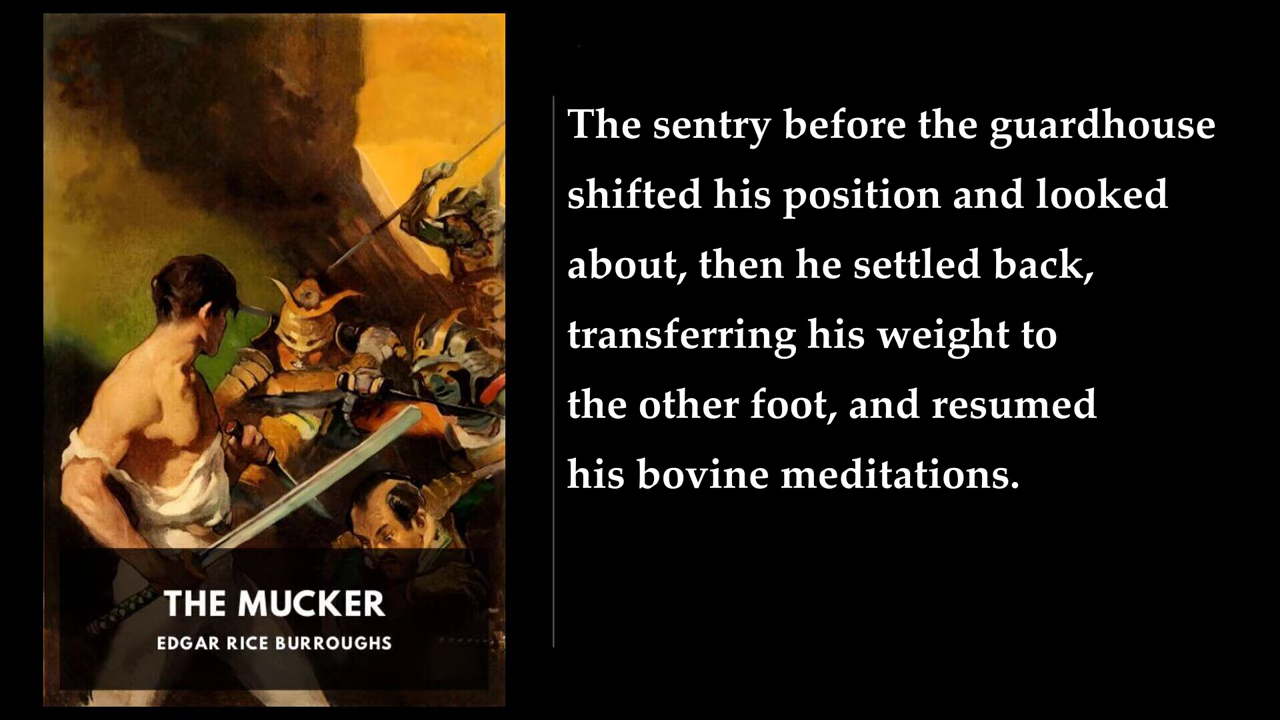 THE MUCKER
EDGAR RICE BURROUGHS
The sentry before the guardhouse
shifted his position and looked
about, then he settled back,
transferring his weight to
the other foot, and resumed
his bovine meditations.